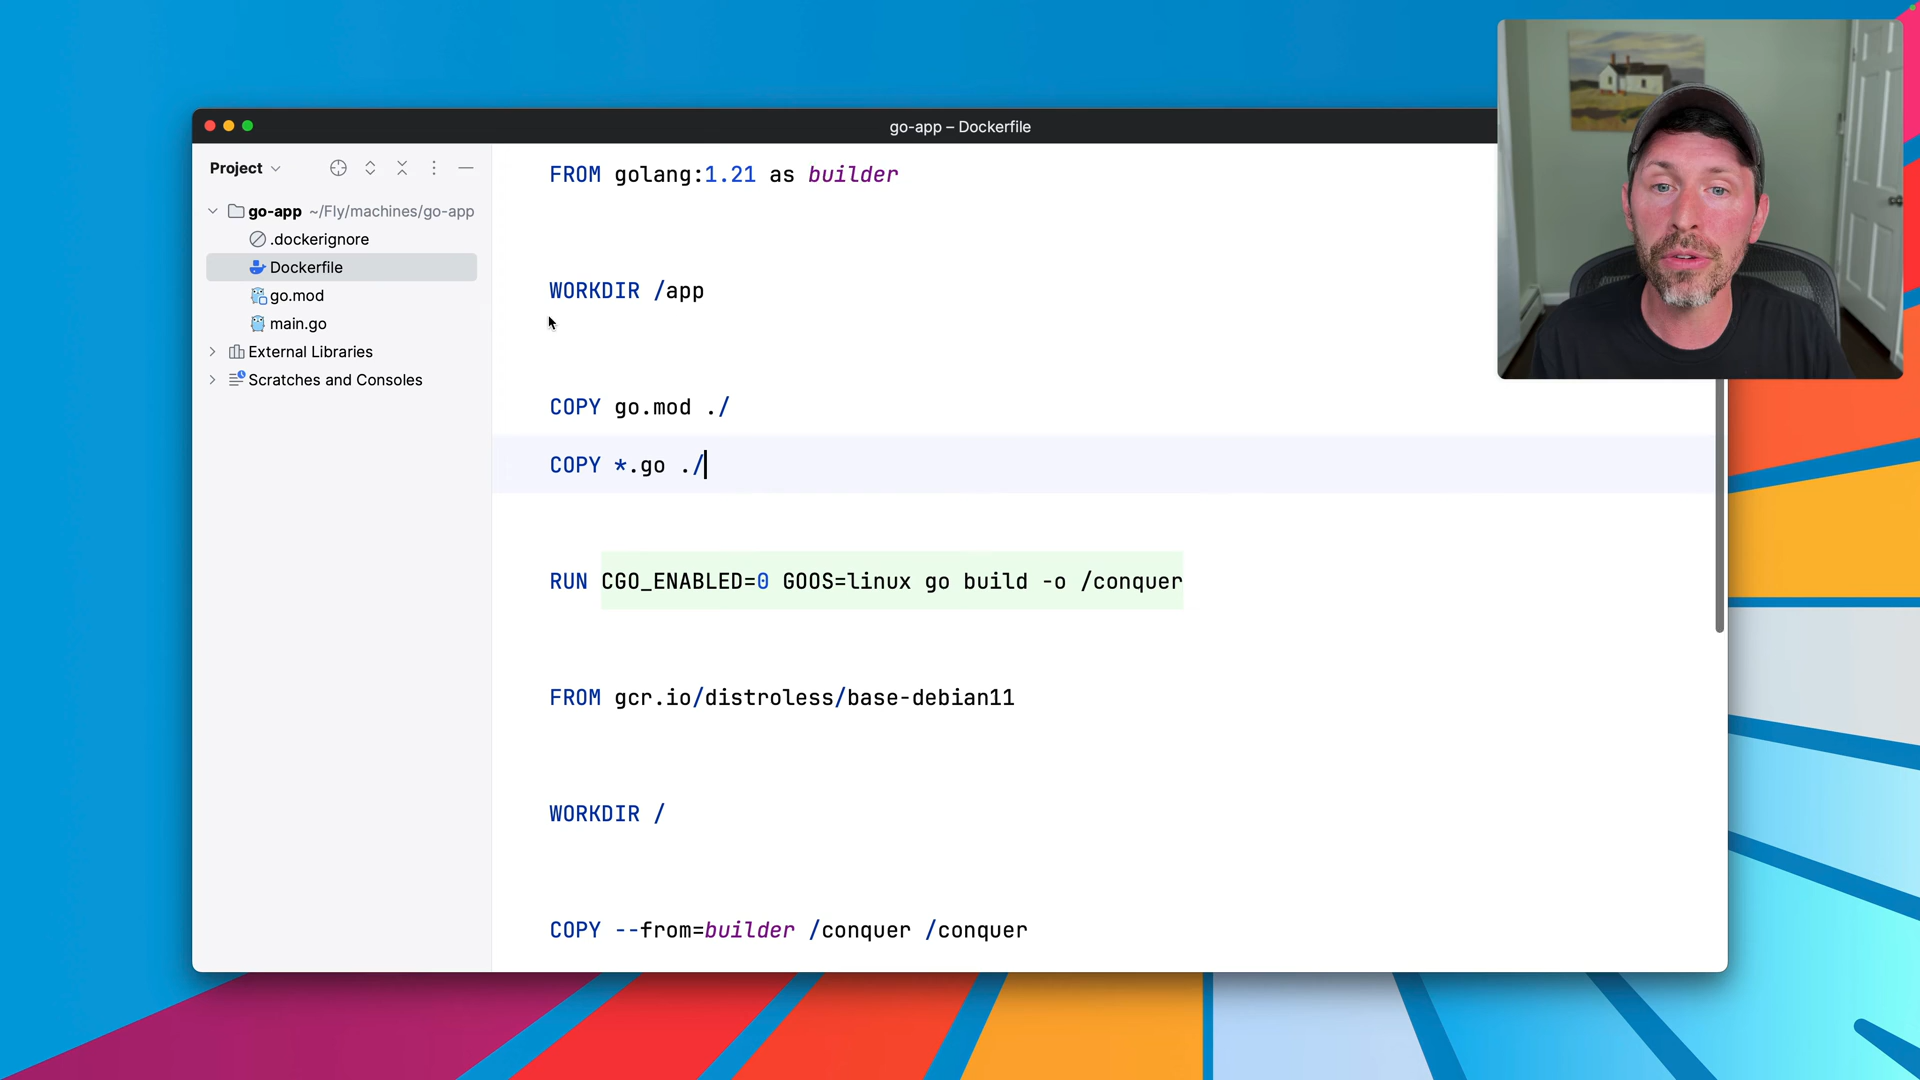 go-app – Dockerfile
Project
go-app ~/Fly/machines/go-app
.dockerignore
Dockerfile
go.mod
main.go
External Libraries
Scratches and Consoles
FROM golang:1.21 as builder
WORKDIR /app
COPY go.mod ./
COPY *.go ./
RUN CGO_ENABLED=0 GOOS=linux go build -o /conquer
FROM gcr.io/distroless/base-debian11
WORKDIR /
COPY --from=builder /conquer /conquer